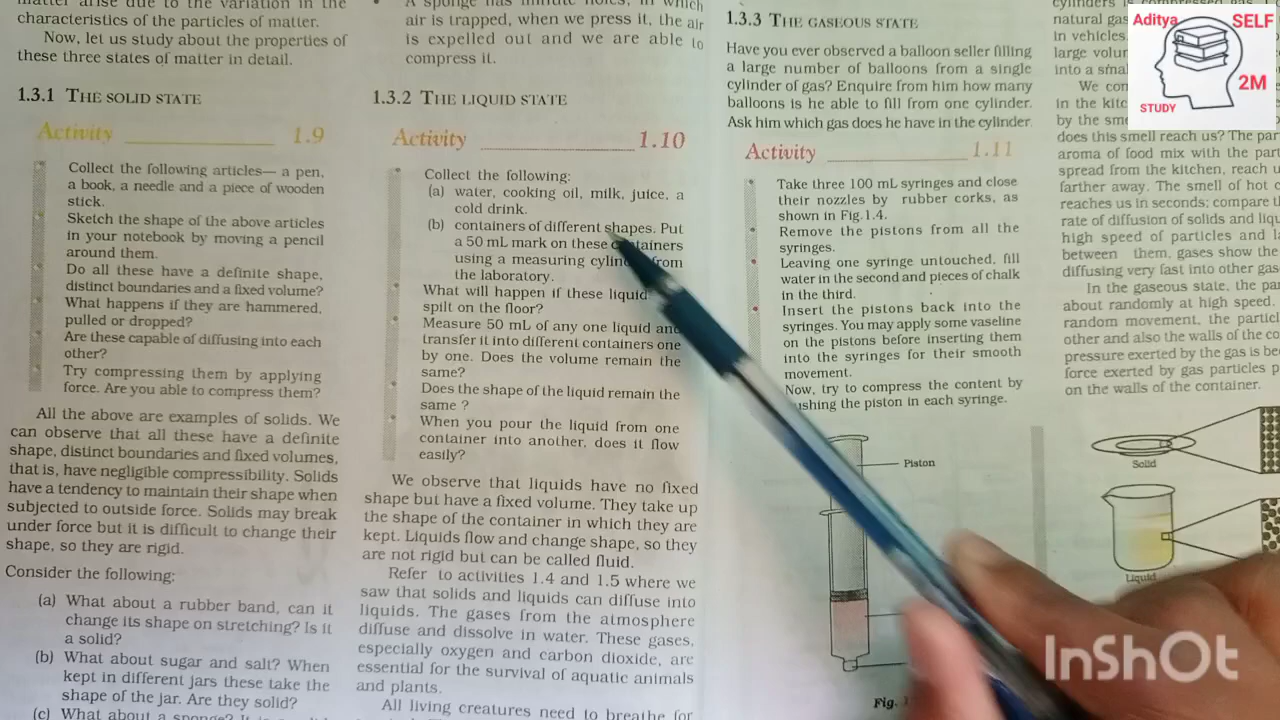 matter arise due to the variation in the
characteristics of the particles of matter.
Now, let us study about the properties of
these three states of matter in detail.
1.3.1 THE SOLID STATE
Activity 1.9
Collect the following articles— a pen,
a book, a needle and a piece of wooden
stick.
Sketch the shape of the above articles
in your notebook by moving a pencil
around them.
Do all these have a definite shape,
distinct boundaries and a fixed volume?
What happens if they are hammered,
pulled or dropped?
Are these capable of diffusing into each
other?
Try compressing them by applying
force. Are you able to compress them?
All the above are examples of solids. We
can observe that all these have a definite
shape, distinct boundaries and fixed volumes,
that is, have negligible compressibility. Solids
have a tendency to maintain their shape when
subjected to outside force. Solids may break
under force but it is difficult to change their
shape, so they are rigid.
Consider the following:
(a) What about a rubber band, can it
change its shape on stretching? Is it
a solid?
(b) What about sugar and salt? When
kept in different jars these take the
shape of the jar. Are they solid?
(c) What about a sponge?
A sponge has minute holes, in which
air is trapped, when we press it, the air
is expelled out and we are able to
compress it.
1.3.2 THE LIQUID STATE
Activity 1.10
Collect the following:
(a) water, cooking oil, milk, juice, a
cold drink.
(b) containers of different shapes. Put
a 50 mL mark on these containers
using a measuring cylinder from
the laboratory.
What will happen if these liquid
spilt on the floor?
Measure 50 mL of any one liquid and
transfer it into different containers one
by one. Does the volume remain the
same?
Does the shape of the liquid remain the
same ?
When you pour the liquid from one
container into another, does it flow
easily?
We observe that liquids have no fixed
shape but have a fixed volume. They take up
the shape of the container in which they are
kept. Liquids flow and change shape, so they
are not rigid but can be called fluid.
Refer to activities 1.4 and 1.5 where we
saw that solids and liquids can diffuse into
liquids. The gases from the atmosphere
diffuse and dissolve in water. These gases,
especially oxygen and carbon dioxide, are
essential for the survival of aquatic animals
and plants.
All living creatures need to breathe for
1.3.3 THE GASEOUS STATE
Have you ever observed a balloon seller filling
a large number of balloons from a single
cylinder of gas? Enquire from him how many
balloons is he able to fill from one cylinder.
Ask him which gas does he have in the cylinder.
Activity 1.11
Take three 100 mL syringes and close
their nozzles by rubber corks, as
shown in Fig.1.4.
Remove the pistons from all the
syringes.
Leaving one syringe untouched, fill
water in the second and pieces of chalk
in the third.
Insert the pistons back into the
syringes. You may apply some vaseline
on the pistons before inserting them
into the syringes for their smooth
movement.
Now, try to compress the content by
pushing the piston in each syringe.
Piston
Fig.
cylinders is compressed gas
natural gas
in vehicles.
large volu
into a sma
We con
in the kitc
by the sme
does this smell reach us? The par
aroma of food mix with the part
spread from the kitchen, reach u
farther away. The smell of hot c
reaches us in seconds; compare t
rate of diffusion of solids and liqu
high speed of particles and la
between them, gases show the
diffusing very fast into other gas
In the gaseous state, the pa
about randomly at high speed.
random movement, the particl
other and also the walls of the co
pressure exerted by the gas is be
force exerted by gas particles p
on the walls of the container.
Solid
Liquid
Aditya
SELF
2M
STUDY
InShOt